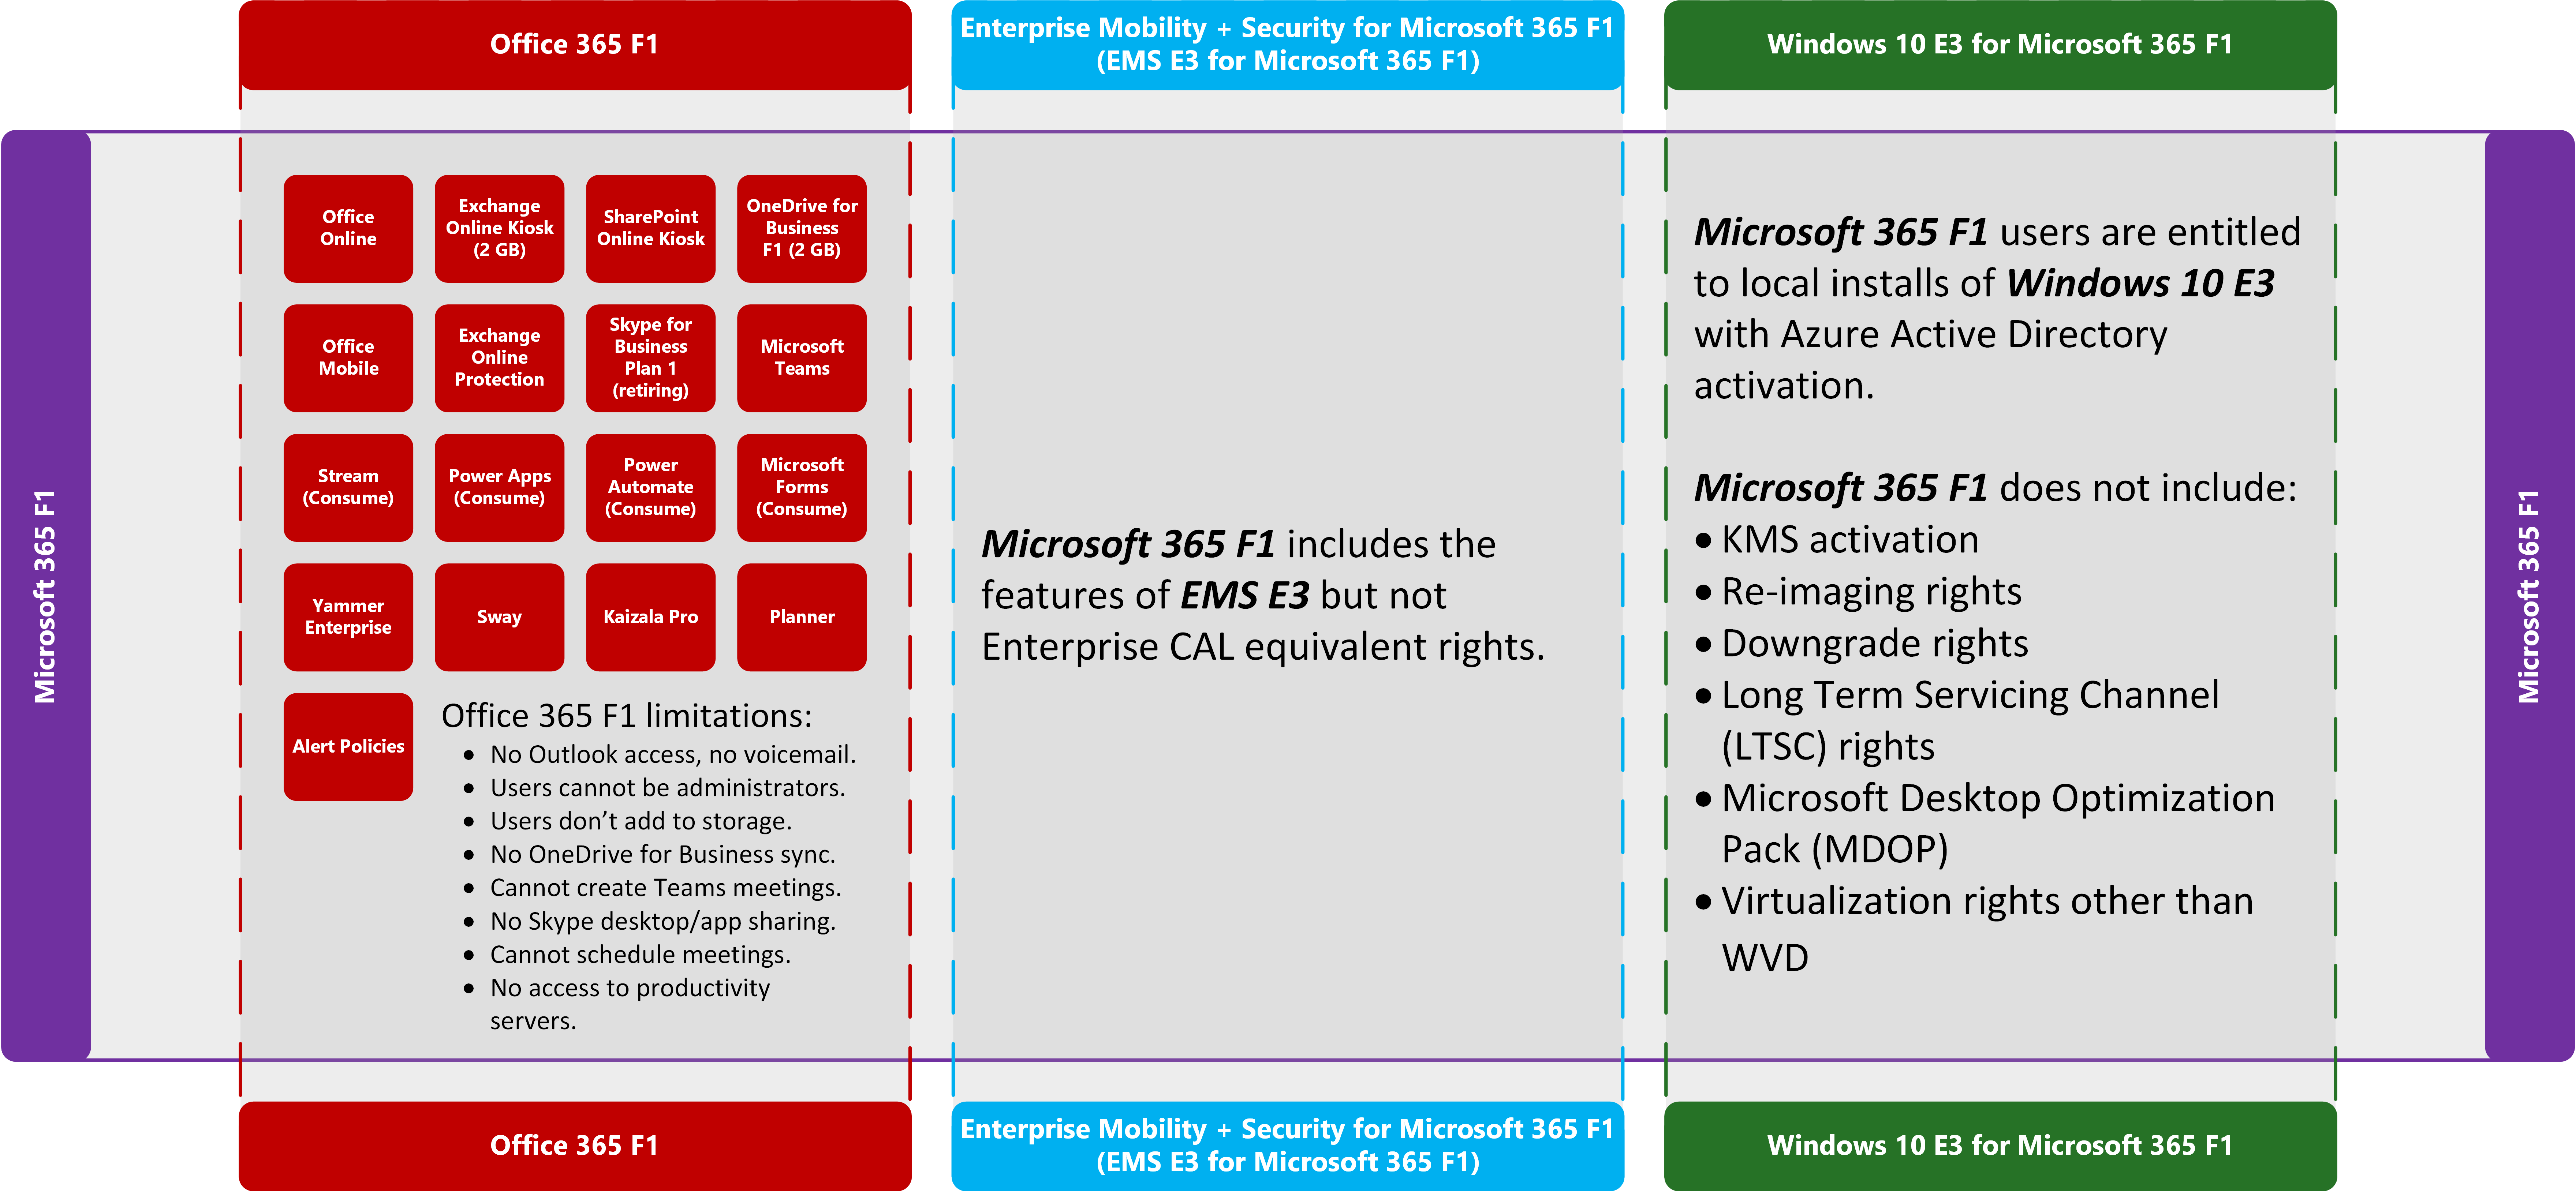 Office 365 F1
Enterprise Mobility + Security for Microsoft 365 F1
(EMS E3 for Microsoft 365 F1)
Windows 10 E3 for Microsoft 365 F1
Microsoft 365 F1
Office
Online
Exchange
Online Kiosk
(2 GB)
SharePoint
Online Kiosk
OneDrive for
Business
F1 (2 GB)
Office
Mobile
Exchange
Online
Protection
Skype for
Business
Plan 1
(retiring)
Microsoft
Teams
Stream
(Consume)
Power Apps
(Consume)
Power
Automate
(Consume)
Microsoft
Forms
(Consume)
Yammer
Enterprise
Sway
Kaizala Pro
Planner
Alert Policies
Office 365 F1 limitations:
• No Outlook access, no voicemail.
• Users cannot be administrators.
• Users don’t add to storage.
• No OneDrive for Business sync.
• Cannot create Teams meetings.
• No Skype desktop/app sharing.
• Cannot schedule meetings.
• No access to productivity
servers.
Microsoft 365 F1 includes the
features of EMS E3 but not
Enterprise CAL equivalent rights.
Microsoft 365 F1 users are entitled
to local installs of Windows 10 E3
with Azure Active Directory
activation.
Microsoft 365 F1 does not include:
• KMS activation
• Re-imaging rights
• Downgrade rights
• Long Term Servicing Channel
(LTSC) rights
• Microsoft Desktop Optimization
Pack (MDOP)
• Virtualization rights other than
WVD
Microsoft 365 F1
Office 365 F1
Enterprise Mobility + Security for Microsoft 365 F1
(EMS E3 for Microsoft 365 F1)
Windows 10 E3 for Microsoft 365 F1